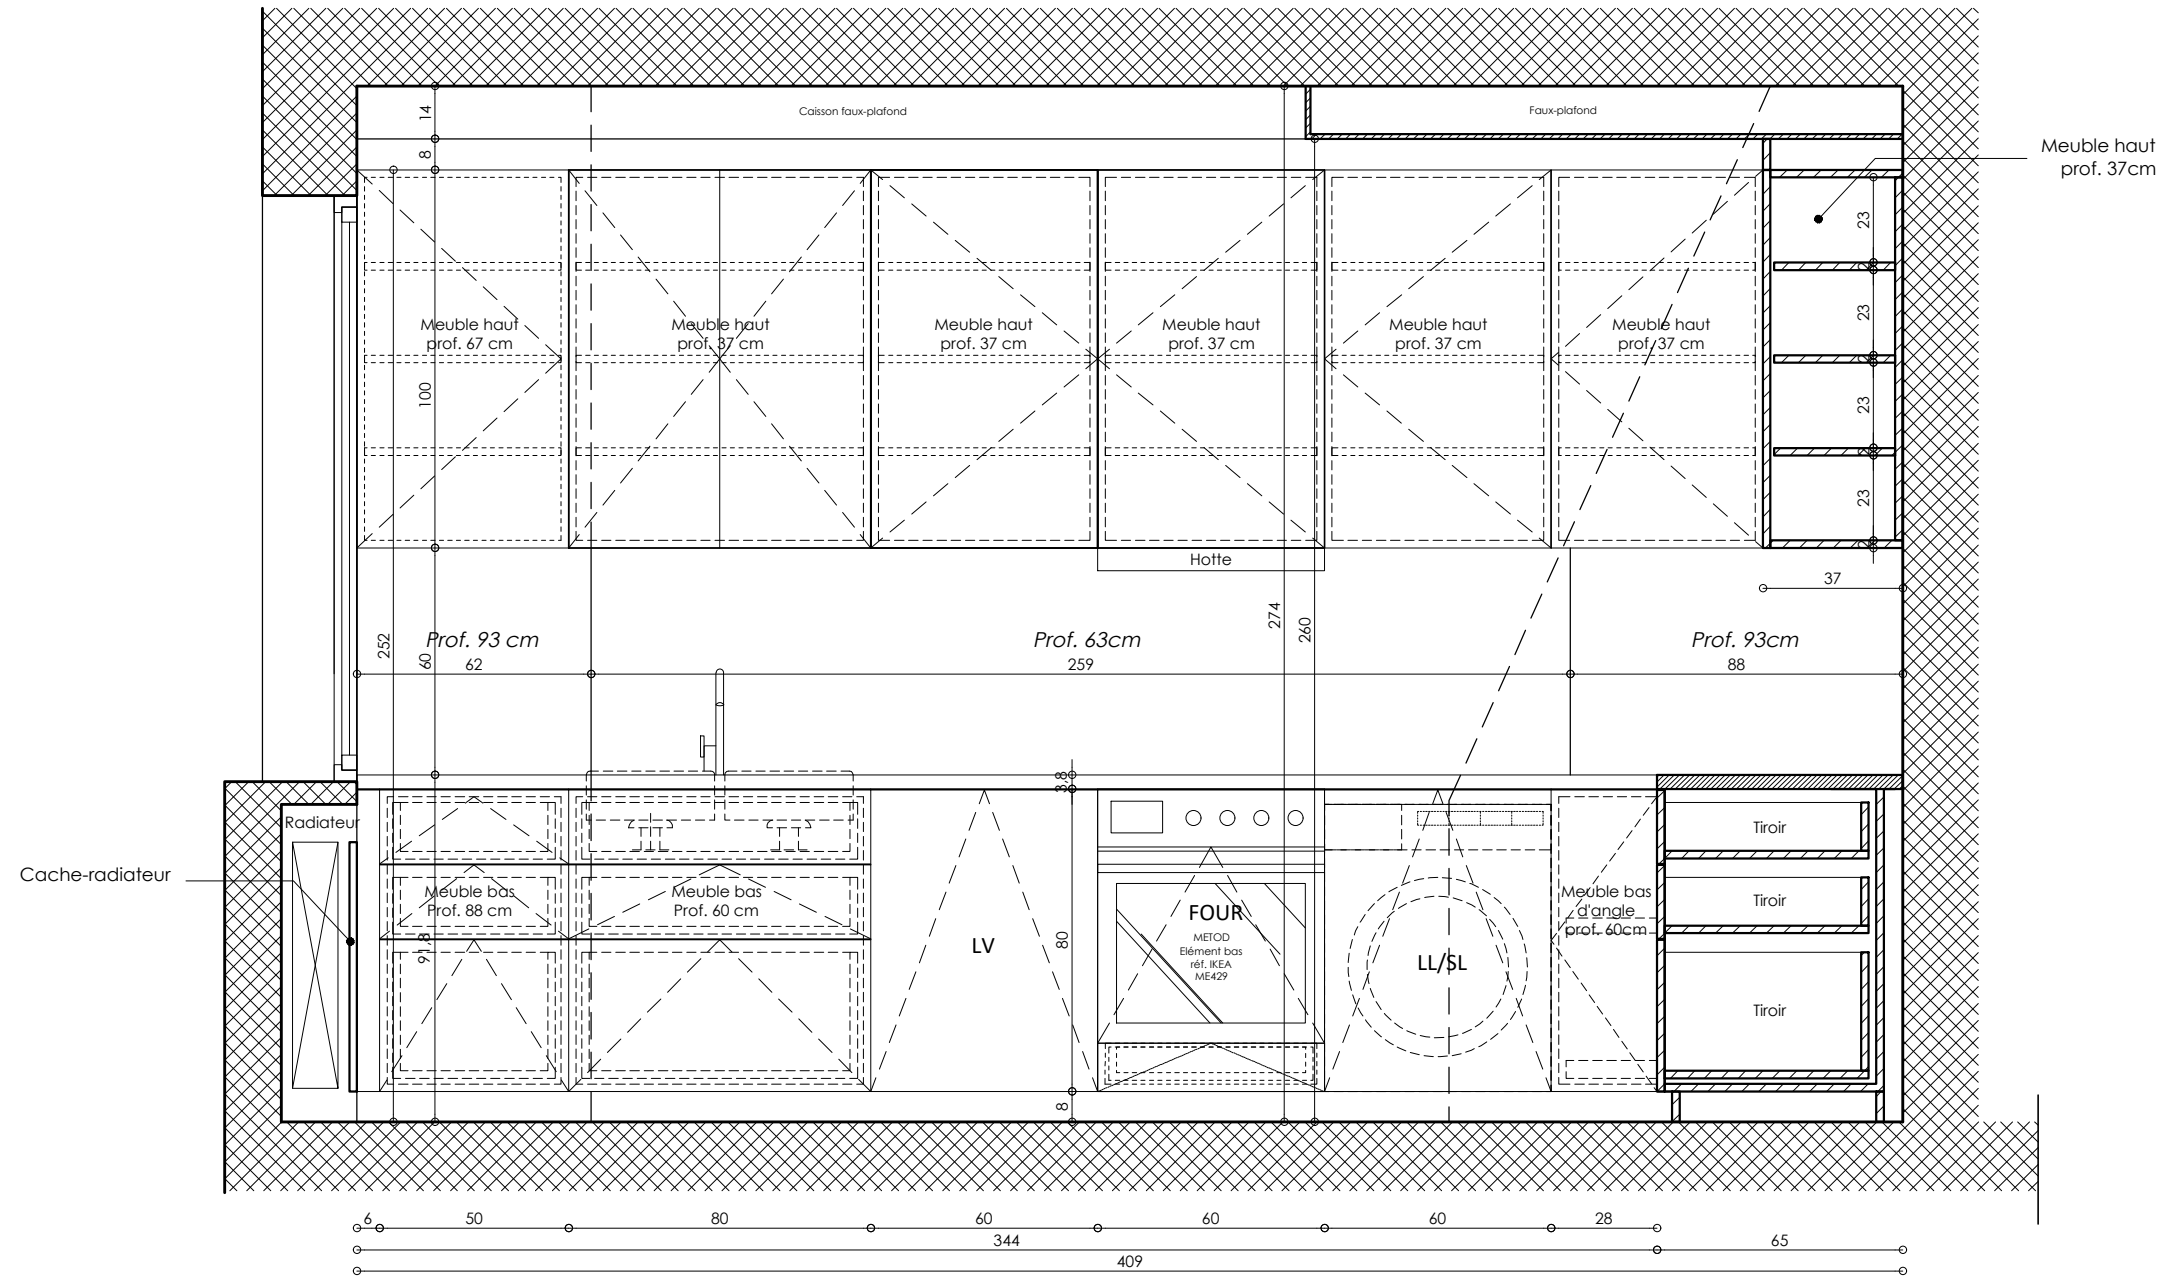 14
Caisson faux-plafond
Faux-plafond
8
Meuble haut
prof. 37cm
23
23
23
23
2
2
2
2
Meuble haut
prof. 67 cm
Meuble haut
prof. 37 cm
Meuble haut
prof. 37 cm
Meuble haut
prof. 37 cm
Meuble haut
prof. 37 cm
Meuble haut
prof. 37 cm
100
Hotte
37
252
60
274
260
Prof. 93 cm
62
Prof. 63cm
259
Prof. 93cm
88
3,8
Radiateur
Cache-radiateur
Meuble bas
Prof. 88 cm
Meuble bas
Prof. 60 cm
91,8
LV
80
FOUR
METOD
Elément bas
réf. IKEA
ME429
LL/SL
Meuble bas
d'angle
prof. 60cm
Tiroir
Tiroir
Tiroir
8
6
50
80
60
60
60
28
344
65
409